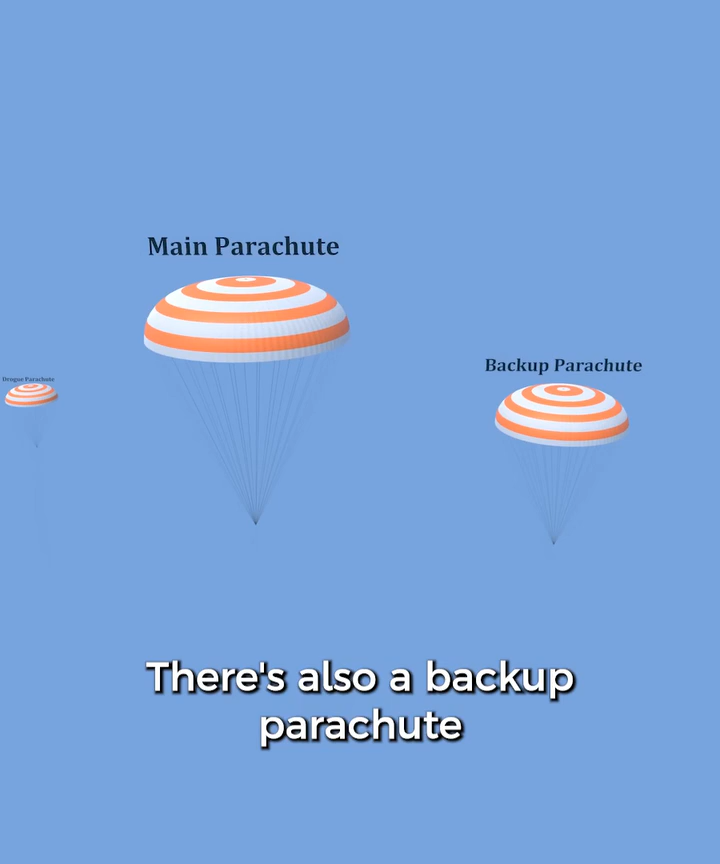 Main Parachute
Backup Parachute
Drogue Parachute
There's also a backup
parachute